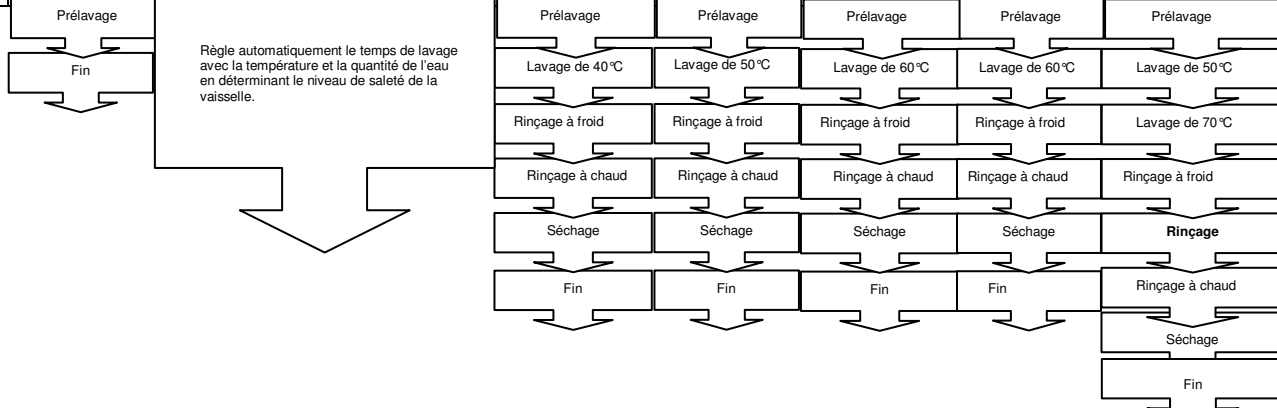 Prélavage
Fin
Règle automatiquement le temps de lavage
avec la température et la quantité de l'eau
en déterminant le niveau de saleté de la
vaisselle.
Prélavage
Lavage de 40°C
Rinçage à froid
Rinçage à chaud
Séchage
Fin
Prélavage
Lavage de 50°C
Rinçage à froid
Rinçage à chaud
Séchage
Fin
Prélavage
Lavage de 60°C
Rinçage à froid
Rinçage à chaud
Séchage
Fin
Prélavage
Lavage de 60°C
Rinçage à froid
Rinçage à chaud
Séchage
Fin
Prélavage
Lavage de 50°C
Lavage de 70°C
Rinçage à froid
Rinçage
Rinçage à chaud
Séchage
Fin